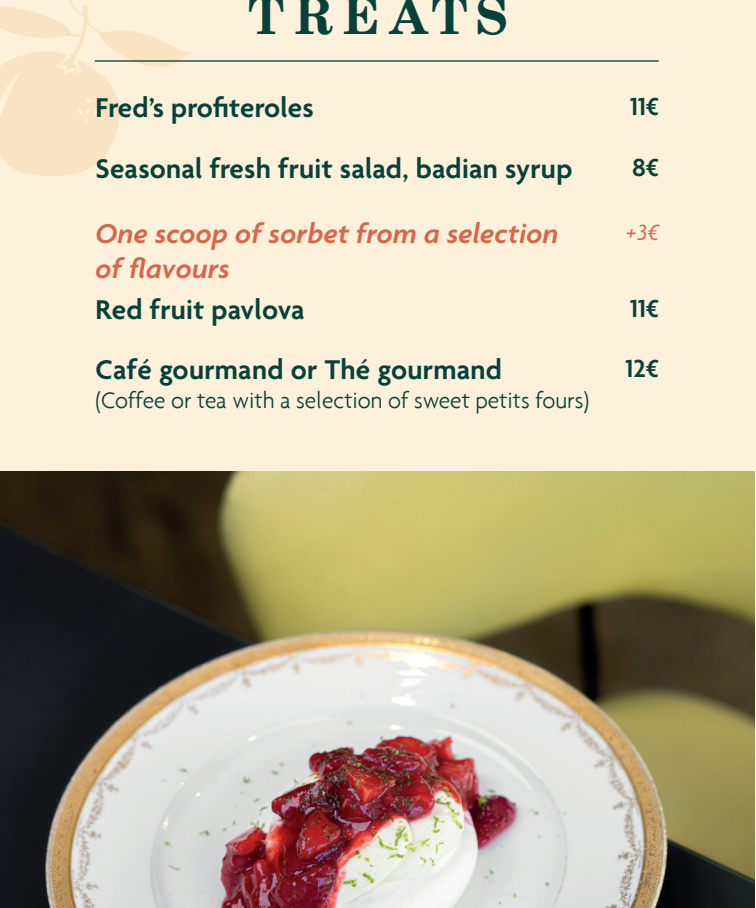 TREATS
Fred's profiteroles 11€
Seasonal fresh fruit salad, badian syrup 8€
One scoop of sorbet from a selection +3€
of flavours
Red fruit pavlova 11€
Café gourmand or Thé gourmand 12€
(Coffee or tea with a selection of sweet petits fours)